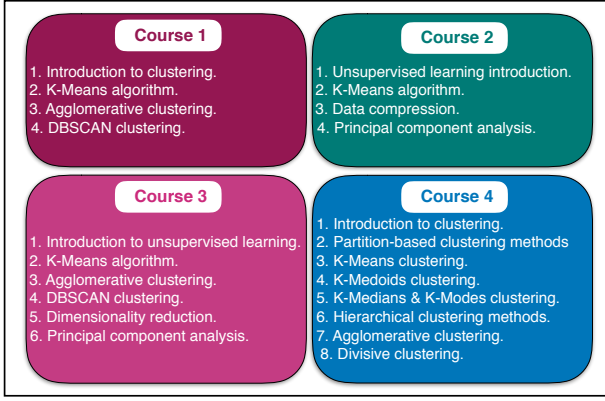 Course 1
1. Introduction to clustering.
2. K-Means algorithm.
3. Agglomerative clustering.
4. DBSCAN clustering.
Course 2
1. Unsupervised learning introduction.
2. K-Means algorithm.
3. Data compression.
4. Principal component analysis.
Course 3
1. Introduction to unsupervised learning.
2. K-Means algorithm.
3. Agglomerative clustering.
4. DBSCAN clustering.
5. Dimensionality reduction.
6. Principal component analysis.
Course 4
1. Introduction to clustering.
2. Partition-based clustering methods
3. K-Means clustering.
4. K-Medoids clustering.
5. K-Medians & K-Modes clustering.
6. Hierarchical clustering methods.
7. Agglomerative clustering.
8. Divisive clustering.